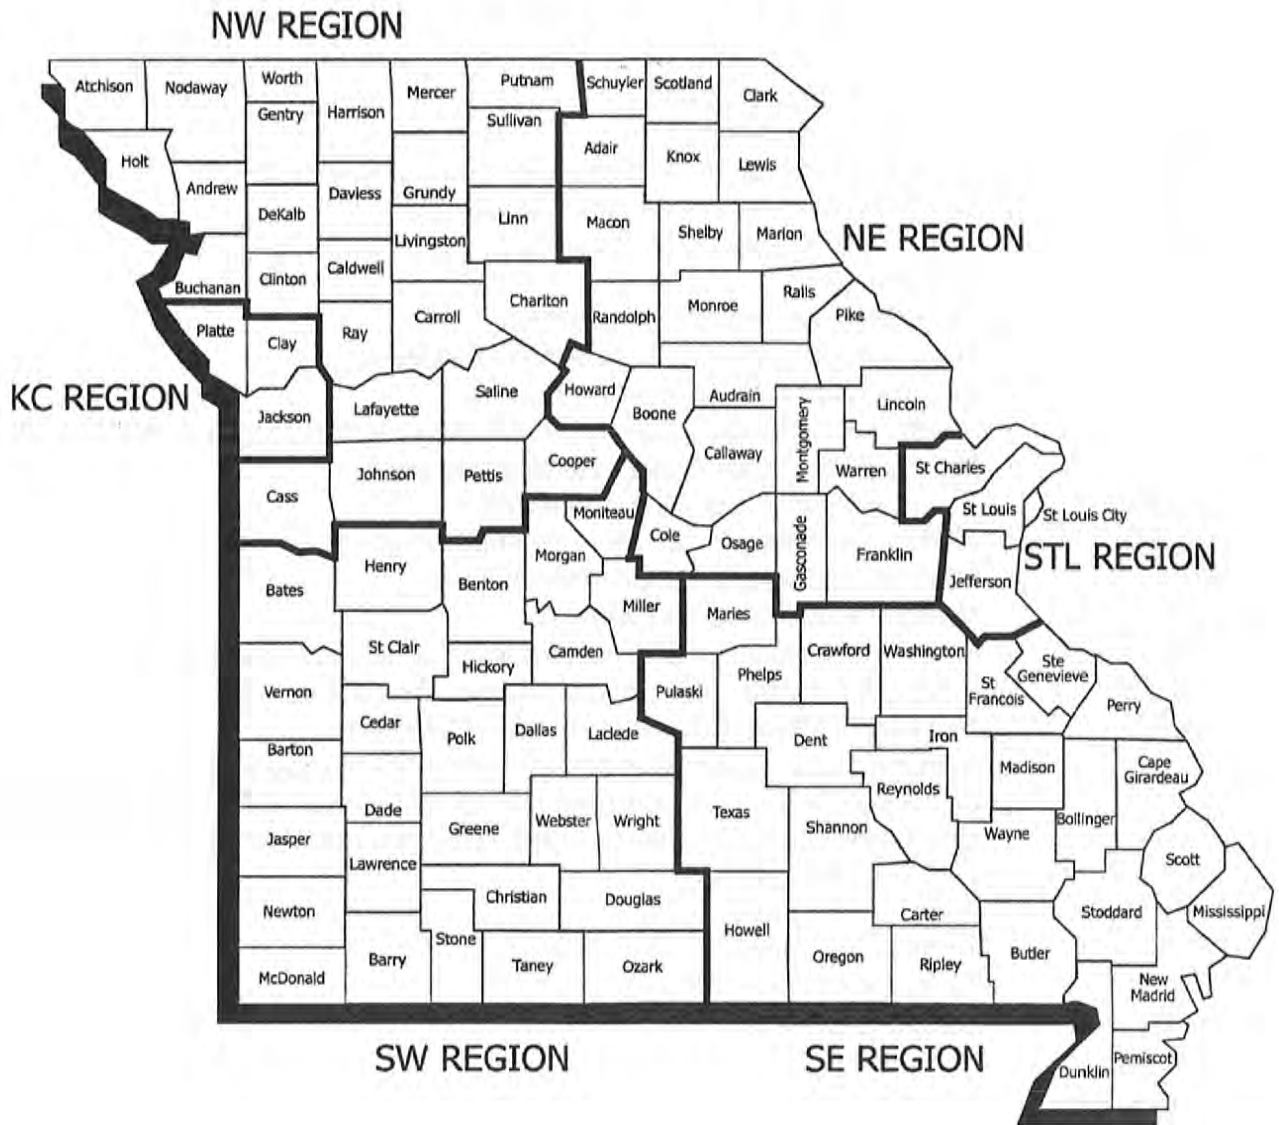 NW REGION
Atchison
Nodaway
Worth
Gentry
Harrison
Mercer
Putnam
Sullivan
Schuyler
Scotland
Clark
Holt
Andrew
DeKalb
Daviess
Grundy
Linn
Adair
Knox
Lewis
Macon
Shelby
Marion
NE REGION
Livingston
Buchanan
Clinton
Caldwell
Chariton
Carroll
Randolph
Monroe
Ralls
Pike
Platte
Clay
Ray
KC REGION
Jackson
Lafayette
Saline
Howard
Boone
Audrain
Montgomery
Lincoln
Callaway
Warren
St Charles
Cass
Johnson
Pettis
Cooper
Moniteau
Cole
Osage
Gasconade
Franklin
St Louis
St Louis City
STL REGION
Jefferson
Bates
Henry
Benton
Morgan
Miller
Maries
St Clair
Hickory
Camden
Pulaski
Phelps
Crawford
Washington
St
Francois
Ste
Genevieve
Perry
Vernon
Cedar
Polk
Dallas
Laclede
Dent
Iron
Madison
Cape
Girardeau
Barton
Dade
Greene
Webster
Wright
Texas
Shannon
Reynolds
Wayne
Bollinger
Scott
Jasper
Lawrence
Christian
Douglas
Howell
Carter
Stoddard
Mississippi
Newton
Stone
Barry
Taney
Ozark
Oregon
Ripley
Butler
New
Madrid
McDonald
SW REGION
SE REGION
Dunklin
Pemiscot